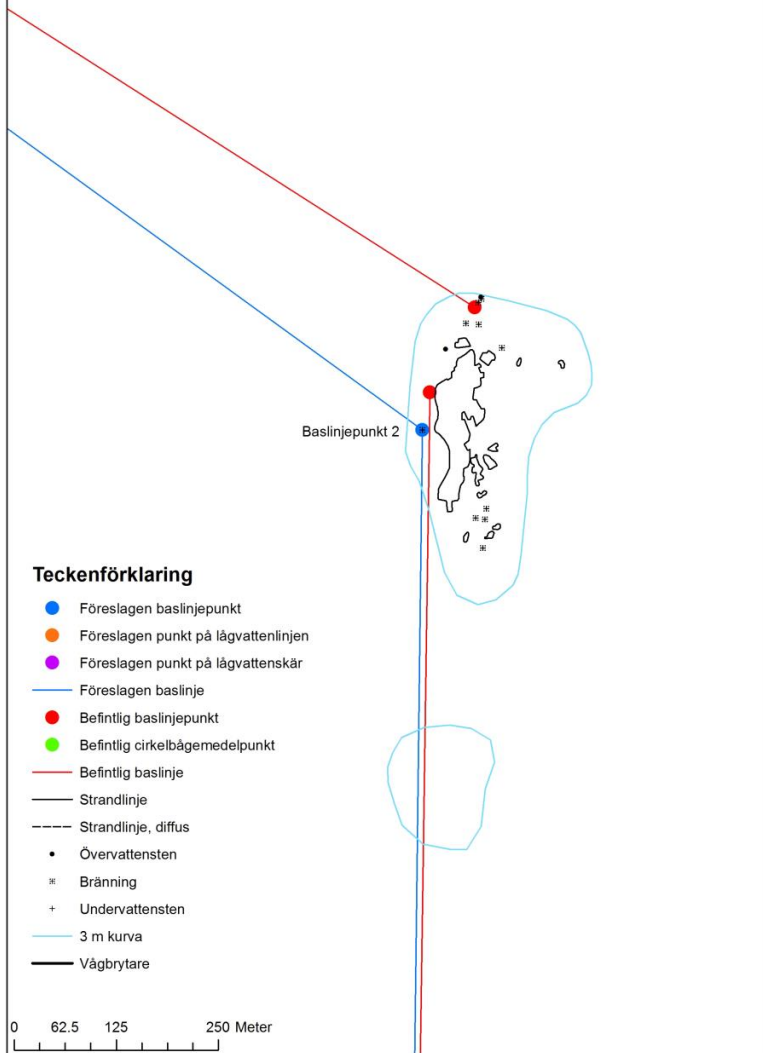 Baslinjepunkt 2
Teckenförklaring
Föreslagen baslinjepunkt
Föreslagen punkt på lågvattenlinjen
Föreslagen punkt på lågvattenskär
Föreslagen baslinje
Befintlig baslinjepunkt
Befintlig cirkelbågemedelpunkt
Befintlig baslinje
Strandlinje
Strandlinje, diffus
Övervattensten
Bränning
Undervattensten
3 m kurva
Vågbrytare
0 62.5 125 250 Meter